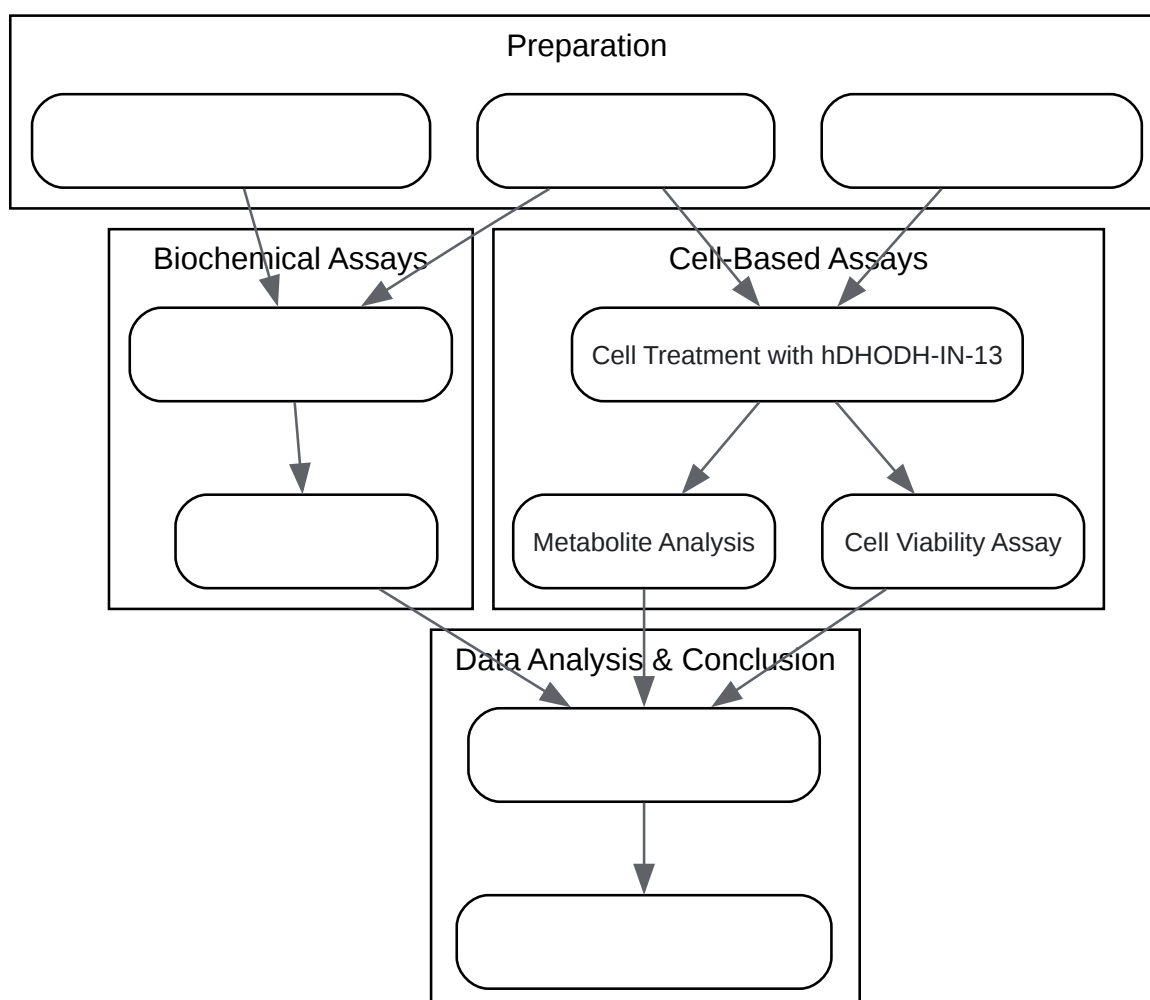 Preparation
Biochemical Assays
Cell-Based Assays
Cell Treatment with hDHODH-IN-13
Metabolite Analysis
Cell Viability Assay
Data Analysis & Conclusion